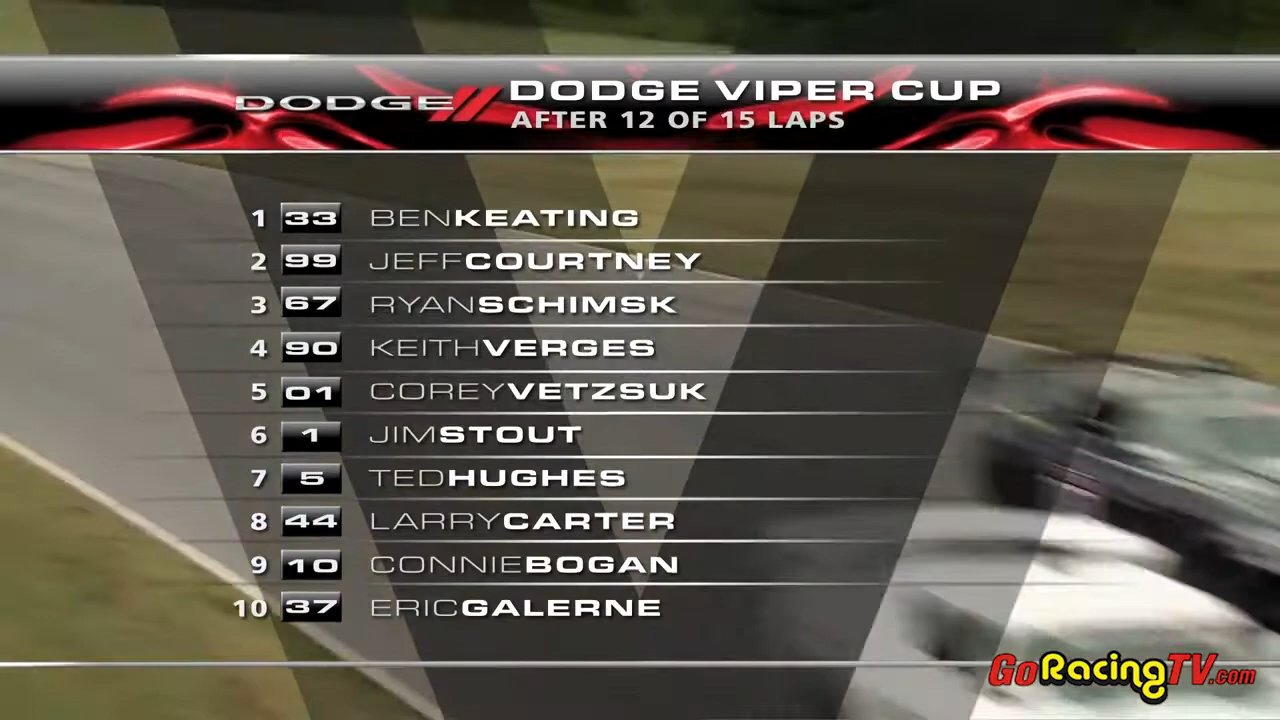 DODGE
DODGE VIPER CUP
AFTER 12 OF 15 LAPS
1 33 BENKEATING
2 99 JEFFCOURTNEY
3 67 RYANSCHIMSK
4 90 KEITHVERGES
5 01 COREYVETZSUK
6 1 JIMSTOUT
7 5 TEDHUGHES
8 44 LARRYCARTER
9 10 CONNIEBOGAN
10 37 ERICGALERNE
GoRacingTV.com